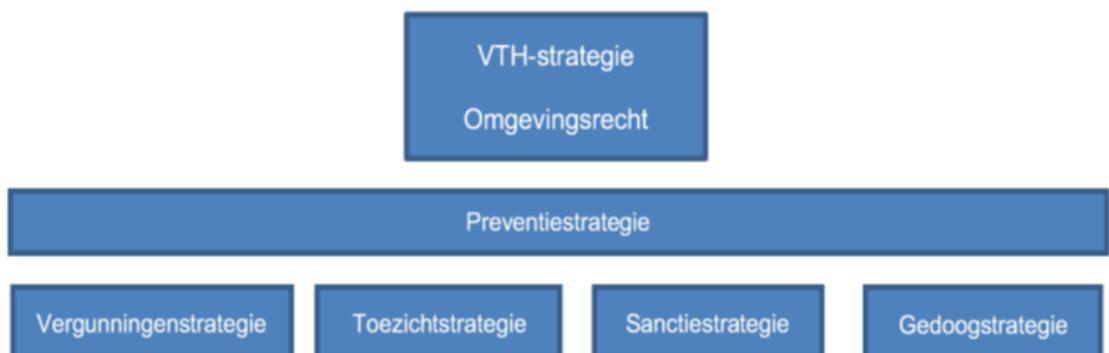 VTH-strategie
Omgevingsrecht
Preventiestrategie
Vergunningenstrategie
Toezichtstrategie
Sanctiestrategie
Gedoogstrategie